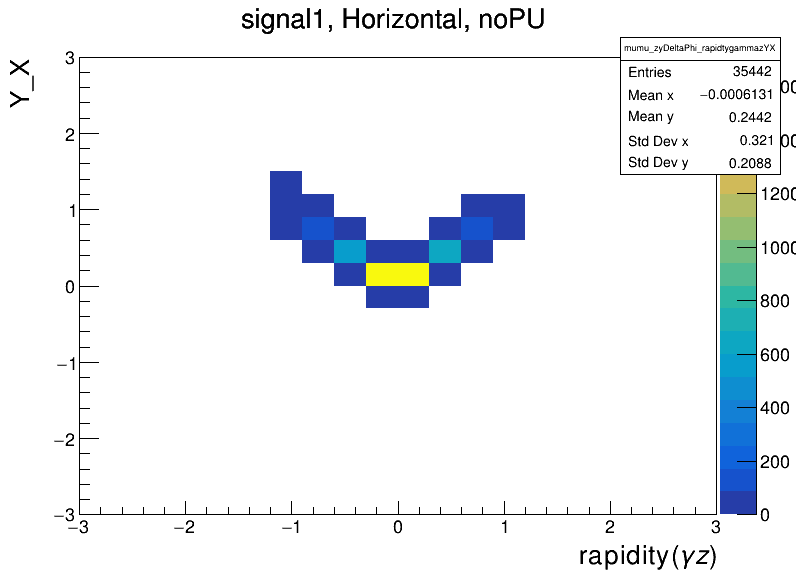 signal1, Horizontal, noPU
mumu_zyDeltaPhi_rapidtygammazYX
Entries 35442
Mean x −0.0006131
Mean y 0.2442
Std Dev x 0.321
Std Dev y 0.2088
Y_X
3
2
1
0
−1
−2
−3
−3 −2 −1 0 1 2 3
rapidity(γz)
1200
1000
800
600
400
200
0